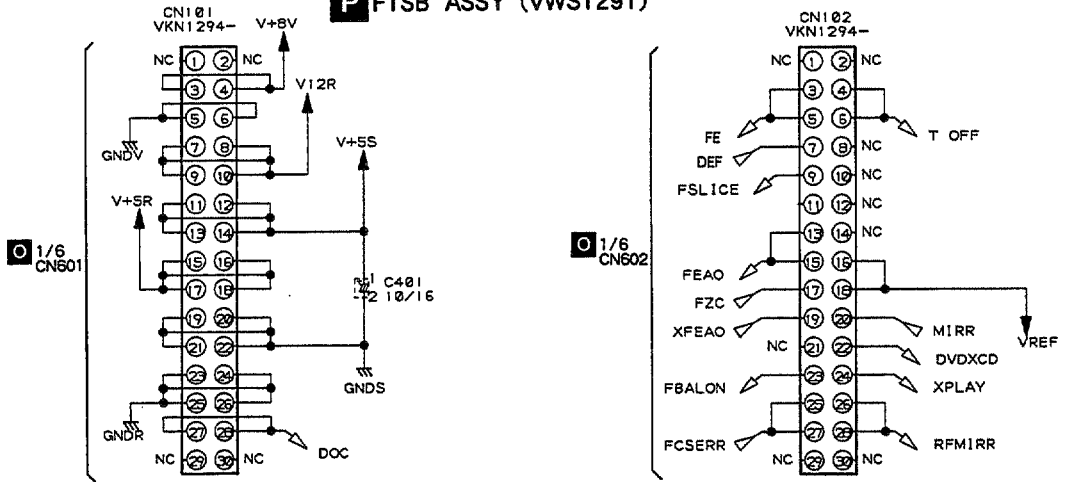 P FTSB ASSY (VWS1291)
CN101
VKN1294-
V+8V
NC 1 2 NC
3 4
V12R
5 6
GNDV
7 8
V+5S
9 10
V+5R
11 12
13 14
O 1/6
CN601
15 16
17 18
1 C401
2 10/16
19 20
21 22
GNDS
23 24
25 26
GNDR
27 28
DOC
NC 29 30 NC
CN102
VKN1294-
NC 1 2 NC
3 4
5 6
FE
T OFF
DEF 7 8 NC
FSLICE 9 10 NC
11 12 NC
13 14 NC
O 1/6
CN602
15 16
FEAO
FZC 17 18
XFEAO 19 20 MIRR
VREF
NC 21 22 DVDXCD
FBALON 23 24 XPLAY
25 26
FCSERR 27 28 RFMIRR
NC 29 30 NC